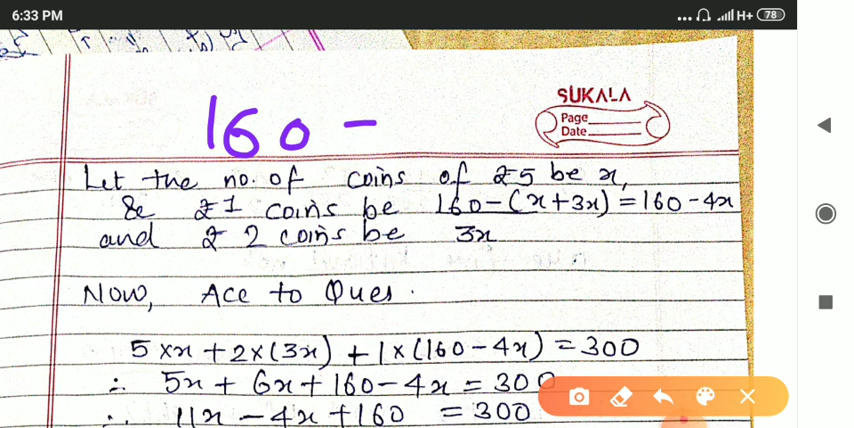 6:33 PM
H+ 78
160 -
SUKALA
Page
Date
Let the no. of coins of ₹5 be x,
& ₹1 coins be 160-(x+3x) = 160-4x
and ₹ 2 coins be 3x
Now, Acc to Ques.
5×x + 2×(3x) + 1×(160-4x) = 300
∴ 5x + 6x + 160-4x = 300
∴ 11x - 4x + 160 = 300